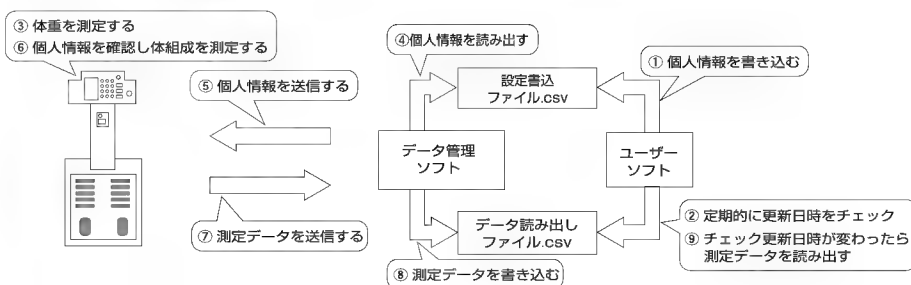 ③ 体重を測定する
⑥ 個人情報を確認し体組成を測定する
⑤ 個人情報を送信する
⑦ 測定データを送信する
④個人情報を読み出す
設定書込
ファイル.csv
① 個人情報を書き込む
データ管理
ソフト
ユーザー
ソフト
データ読み出し
ファイル.csv
⑧ 測定データを書き込む
② 定期的に更新日時をチェック
⑨ チェック更新日時が変わったら
測定データを読み出す